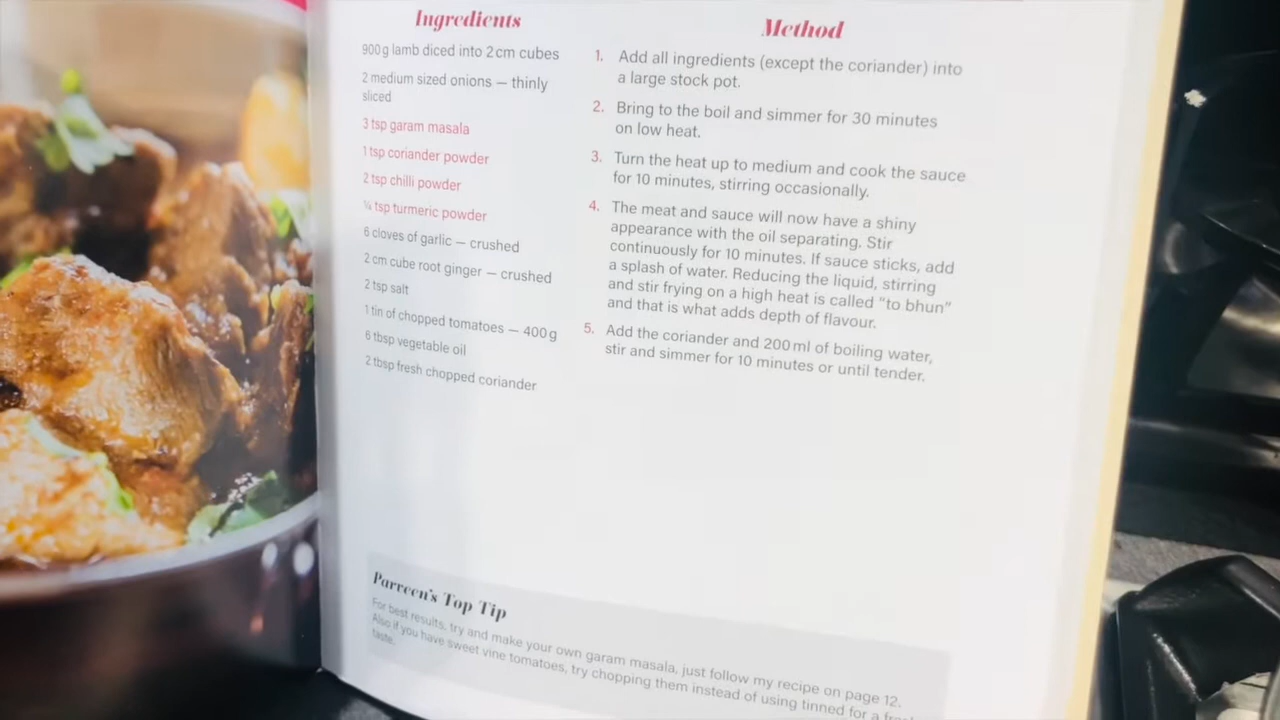 Ingredients
900g lamb diced into 2cm cubes
2 medium sized onions — thinly
sliced
3 tsp garam masala
1 tsp coriander powder
2 tsp chilli powder
¼ tsp turmeric powder
6 cloves of garlic — crushed
2cm cube root ginger — crushed
2 tsp salt
1 tin of chopped tomatoes — 400g
6 tbsp vegetable oil
2 tbsp fresh chopped coriander
Method
1. Add all ingredients (except the coriander) into
a large stock pot.
2. Bring to the boil and simmer for 30 minutes
on low heat.
3. Turn the heat up to medium and cook the sauce
for 10 minutes, stirring occasionally.
4. The meat and sauce will now have a shiny
appearance with the oil separating. Stir
continuously for 10 minutes. If sauce sticks, add
a splash of water. Reducing the liquid, stirring
and stir frying on a high heat is called “to bhun”
and that is what adds depth of flavour.
5. Add the coriander and 200ml of boiling water,
stir and simmer for 10 minutes or until tender.
Parveen's Top Tip
For best results, try and make your own garam masala, just follow my recipe on page 12.
Also if you have sweet vine tomatoes, try chopping them instead of using tinned for a
taste.